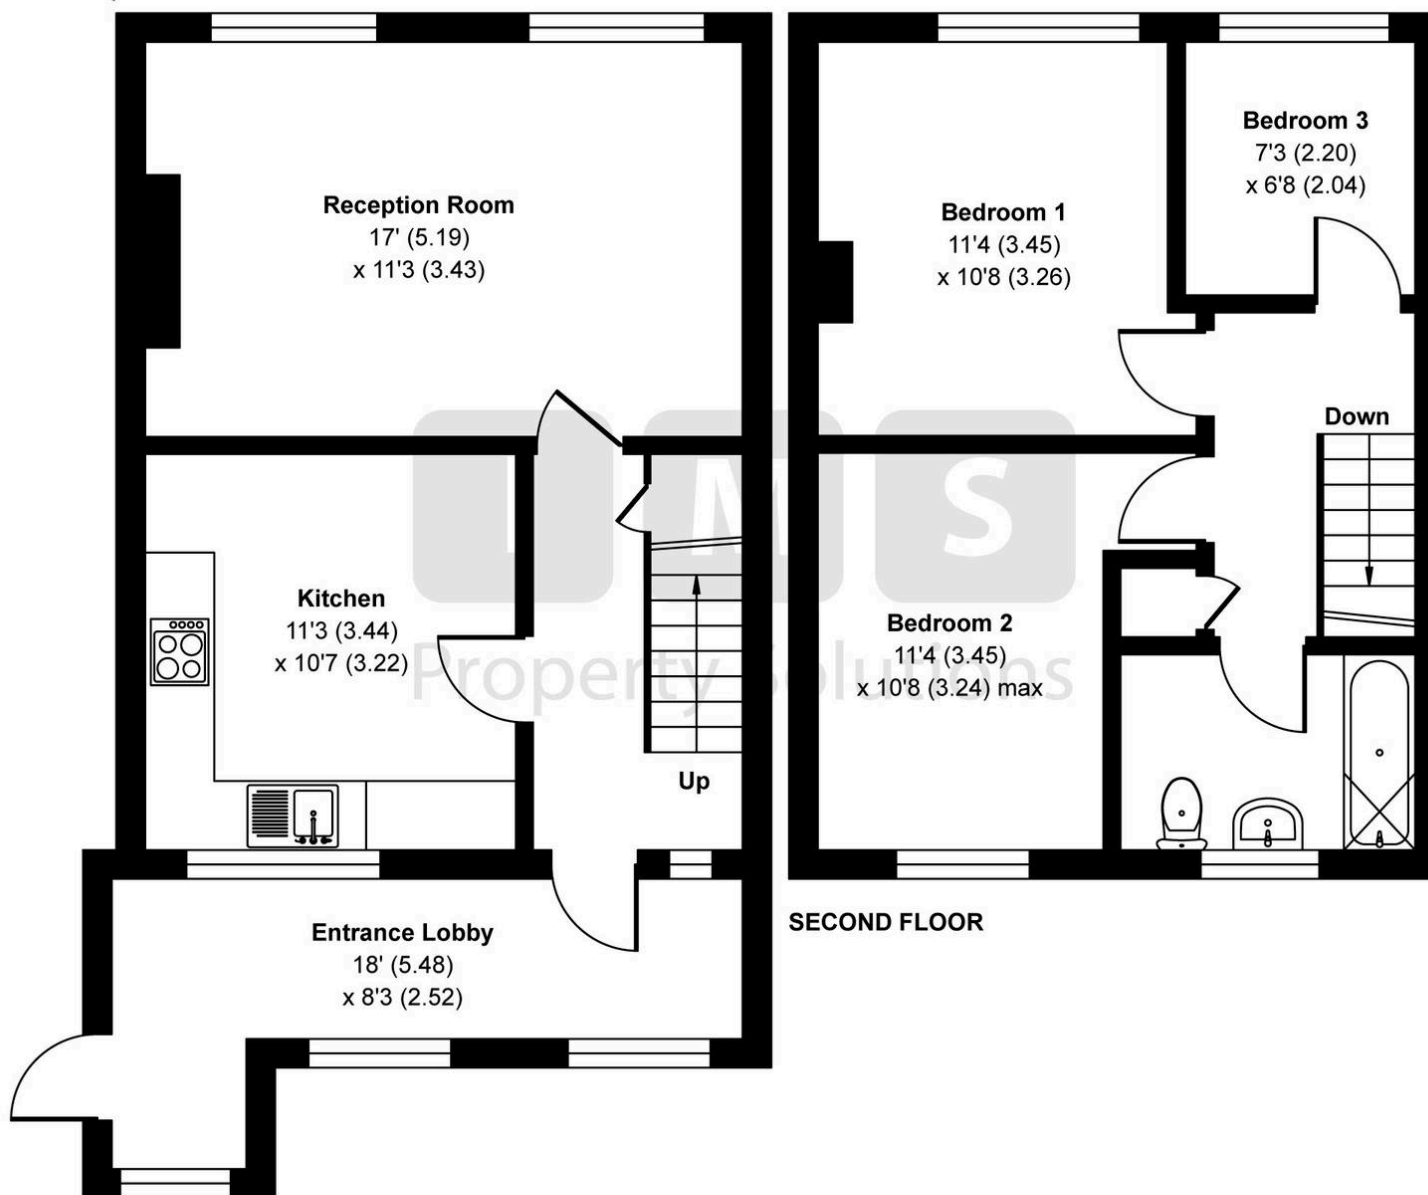 Reception Room
17' (5.19)
x 11'3 (3.43)
Kitchen
11'3 (3.44)
x 10'7 (3.22)
Up
Entrance Lobby
18' (5.48)
x 8'3 (2.52)
Bedroom 1
11'4 (3.45)
x 10'8 (3.26)
Bedroom 3
7'3 (2.20)
x 6'8 (2.04)
Down
Bedroom 2
11'4 (3.45)
x 10'8 (3.24) max
SECOND FLOOR
M S
Property Solutions